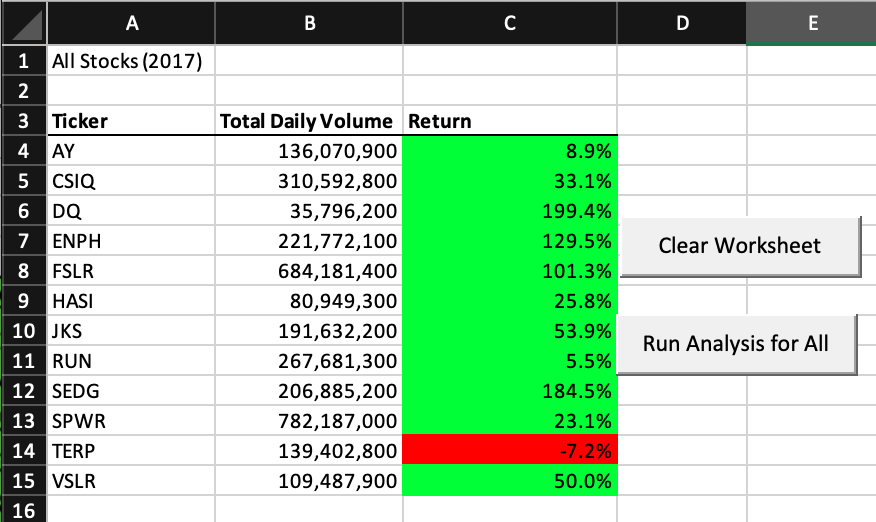 A B C D E
1 All Stocks (2017)
2
3 Ticker Total Daily Volume Return
4 AY 136,070,900 8.9%
5 CSIQ 310,592,800 33.1%
6 DQ 35,796,200 199.4%
7 ENPH 221,772,100 129.5%
Clear Worksheet
8 FSLR 684,181,400 101.3%
9 HASI 80,949,300 25.8%
10 JKS 191,632,200 53.9%
Run Analysis for All
11 RUN 267,681,300 5.5%
12 SEDG 206,885,200 184.5%
13 SPWR 782,187,000 23.1%
14 TERP 139,402,800 -7.2%
15 VSLR 109,487,900 50.0%
16